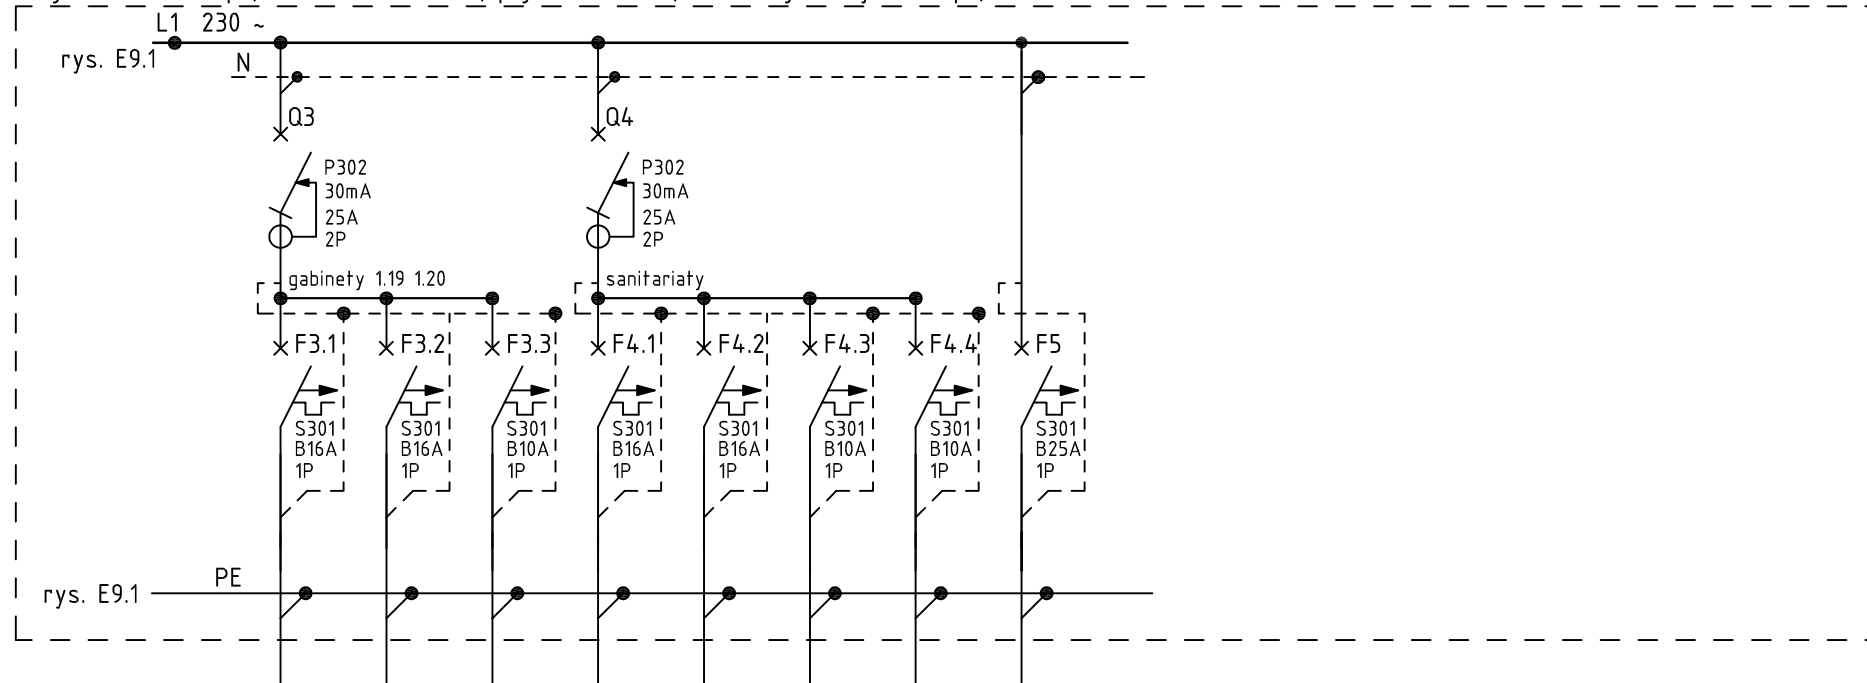 L1 230 ~
rys. E9.1
N
Q3
Q4
P302
30mA
25A
2P
P302
30mA
25A
2P
gabinety 1.19 1.20
sanitariaty
F3.1
F3.2
F3.3
F4.1
F4.2
F4.3
F4.4
F5
S301
B16A
1P
S301
B16A
1P
S301
B10A
1P
S301
B16A
1P
S301
B16A
1P
S301
B10A
1P
S301
B10A
1P
S301
B25A
1P
PE
rys. E9.1